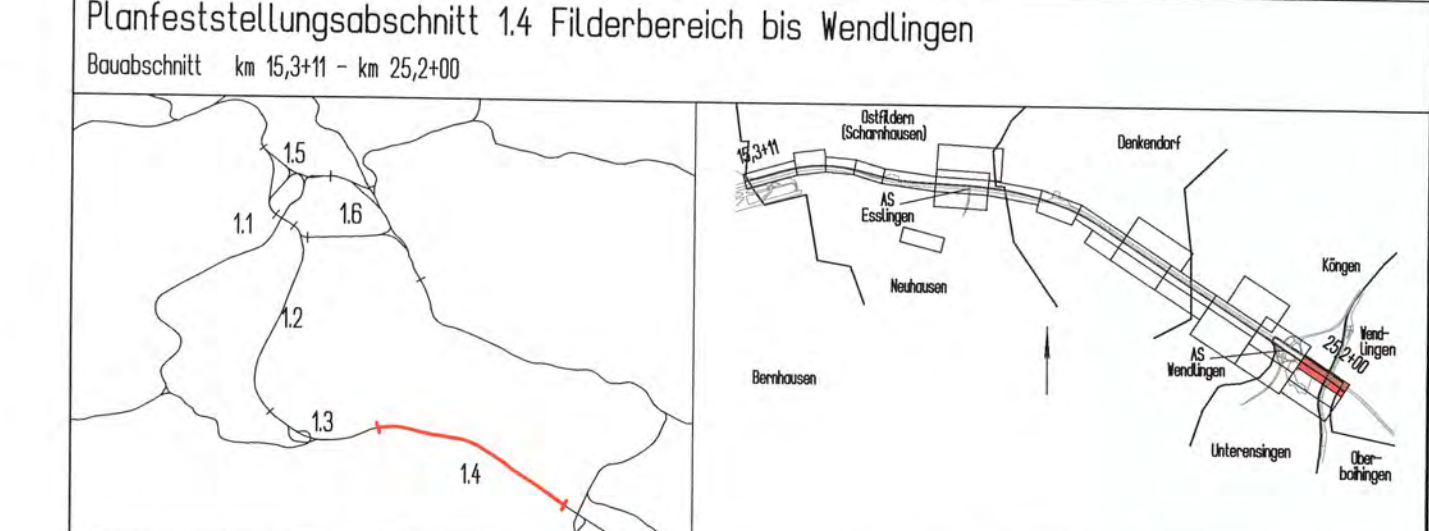 Planfeststellungsabschnitt 1.4 Filderbereich bis Wendlingen
Bauabschnitt km 15,3+11 - km 25,2+00
1.5
1.1
1.6
1.2
1.3
1.4
15,3+11
Ostfildern
(Scharnhausen)
Denkendorf
AS
Esslingen
Neuhausen
Bernhausen
Köngen
Wend-
lingen
25,2+00
AS
Wendlingen
Unterensingen
Ober-
boihingen